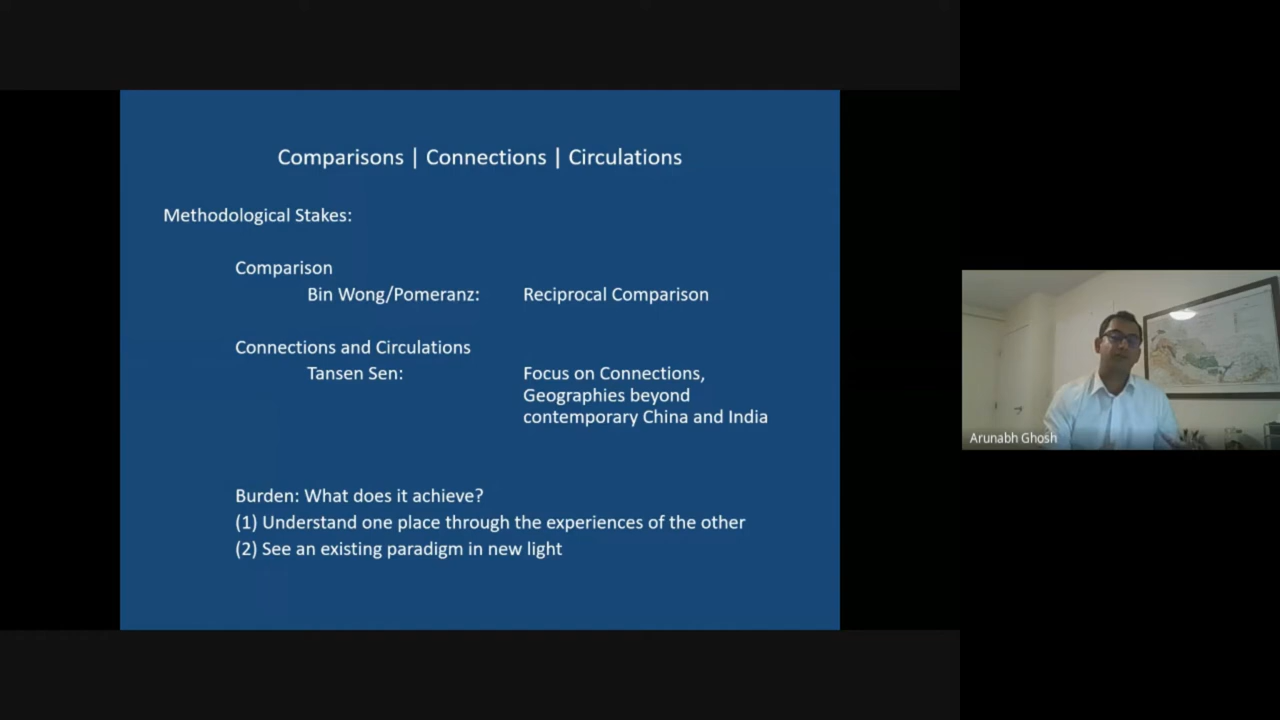 Comparisons | Connections | Circulations
Methodological Stakes:
Comparison
Bin Wong/Pomeranz: Reciprocal Comparison
Connections and Circulations
Tansen Sen: Focus on Connections,
Geographies beyond
contemporary China and India
Burden: What does it achieve?
(1) Understand one place through the experiences of the other
(2) See an existing paradigm in new light
Arunabh Ghosh